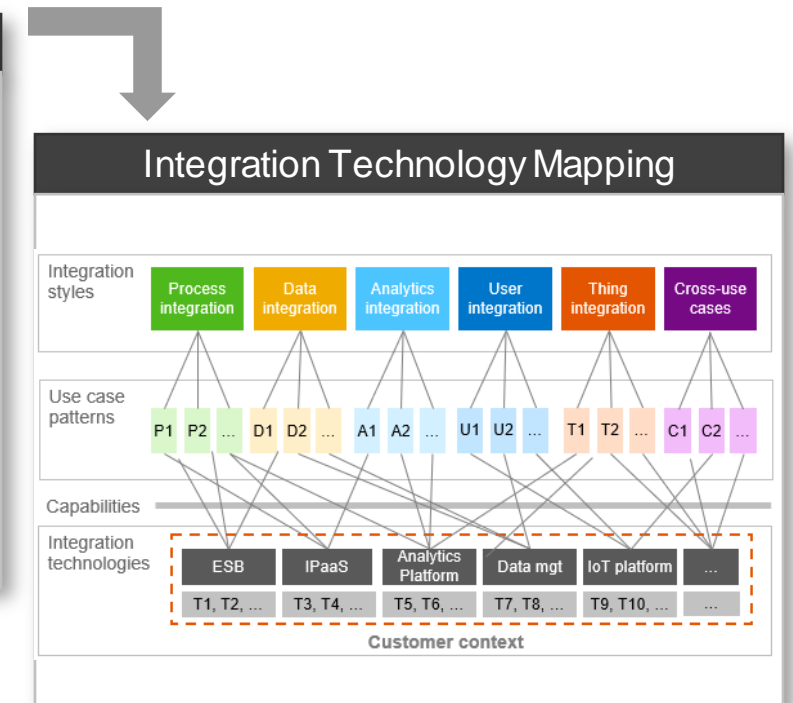 Integration Technology Mapping
Integration
styles
Process
integration
Data
integration
Analytics
integration
User
integration
Thing
integration
Cross-use
cases
Use case
patterns
P1 P2 ... D1 D2 ... A1 A2 ... U1 U2 ... T1 T2 ... C1 C2 ...
Capabilities
Integration
technologies
ESB
IPaaS
Analytics
Platform
Data mgt
IoT platform
...
T1, T2, ...
T3, T4, ...
T5, T6, ...
T7, T8, ...
T9, T10, ...
...
Customer context